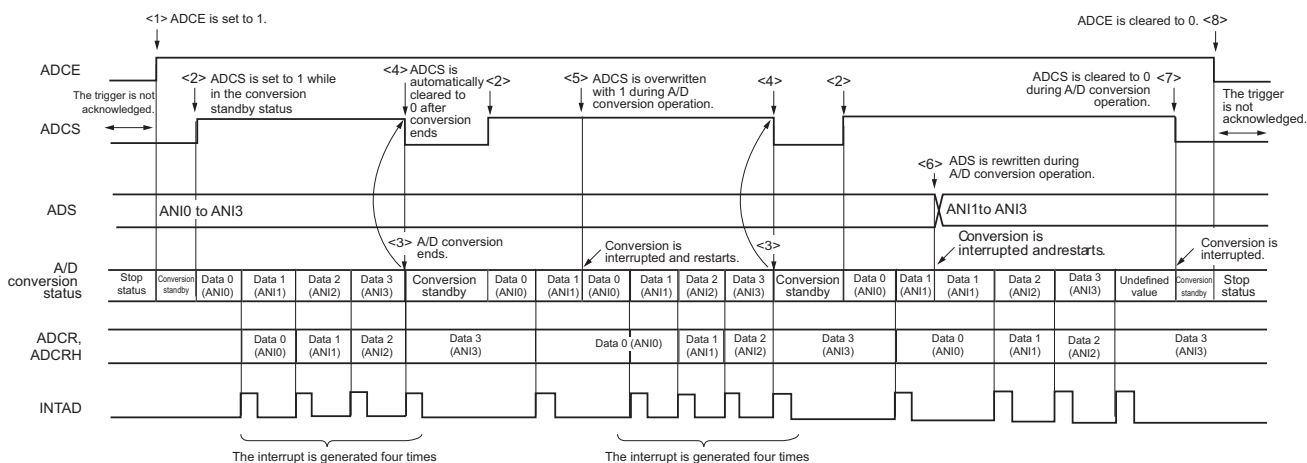 <1> ADCE is set to 1.
ADCE is cleared to 0. <8>
ADCE
The trigger is not
acknowledged.
<2> ADCS is set to 1 while
in the conversion
standby status
<4> ADCS is
automatically
cleared to
0 after
conversion
ends
<2>
<5> ADCS is overwritten
with 1 during A/D
conversion operation.
<4>
<2>
ADCS is cleared to 0 <7>
during A/D conversion
operation.
The trigger
is not
acknowledged.
ADCS
<6> ADS is rewritten during
A/D conversion operation.
ADS
ANI0 to ANI3
ANI1to ANI3
<3> A/D conversion
ends.
Conversion is
interrupted and restarts.
<3>
Conversion is
interrupted andrestarts.
Conversion is
interrupted.
A/D
conversion
status
Stop
status
Conversion
standby
Data 0
(ANI0)
Data 1
(ANI1)
Data 2
(ANI2)
Data 3
(ANI3)
Conversion
standby
Data 0
(ANI0)
Data 1
(ANI1)
Data 0
(ANI0)
Data 1
(ANI1)
Data 2
(ANI2)
Data 3
(ANI3)
Conversion
standby
Data 0
(ANI0)
Data 1
(ANI1)
Data 1
(ANI1)
Data 2
(ANI2)
Data 3
(ANI3)
Undefined
value
Conversion
standby
Stop
status
ADCR,
ADCRH
Data 0
(ANI0)
Data 1
(ANI1)
Data 2
(ANI2)
Data 3
(ANI3)
Data 0 (ANI0)
Data 1
(ANI1)
Data 2
(ANI2)
Data 3
(ANI3)
Data 0
(ANI0)
Data 1
(ANI1)
Data 2
(ANI2)
Data 3
(ANI3)
INTAD
The interrupt is generated four times
The interrupt is generated four times